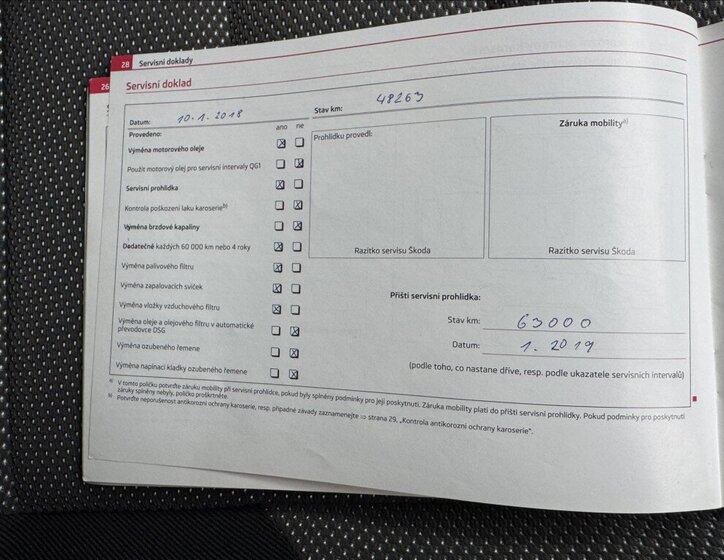 28 Servisní doklady
26
Servisní doklad
Datum: 10.1.2018 Stav km: 48263
Provedeno: ano ne
Výměna motorového oleje
Použit motorový olej pro servisní intervaly QG1
Servisní prohlídka
Kontrola poškození laku karoserie b)
Výměna brzdové kapaliny
Dodatečně každých 60 000 km nebo 4 roky
Výměna palivového filtru
Výměna zapalovacích svíček
Výměna vložky vzduchového filtru
Výměna oleje a olejového filtru v automatické
převodovce DSG
Výměna ozubeného řemene
Výměna napínací kladky ozubeného řemene
Prohlídku provedl:
Razítko servisu Škoda
Záruka mobility a)
Razítko servisu Škoda
Příští servisní prohlídka:
Stav km: 63000
Datum: 1. 2019
(podle toho, co nastane dříve, resp. podle ukazatele servisních intervalů)
a) V tomto políčku potvrďte záruku mobility při servisní prohlídce, pokud byly splněny podmínky pro její poskytnutí. Záruka mobility platí do příští servisní prohlídky. Pokud podmínky pro poskytnutí
záruky splněny nebyly, políčko proškrtněte.
b) Potvrďte neporušenost antikorozní ochrany karoserie, resp. případné závady zaznamenejte ⇒ strana 29, „Kontrola antikorozní ochrany karoserie“.